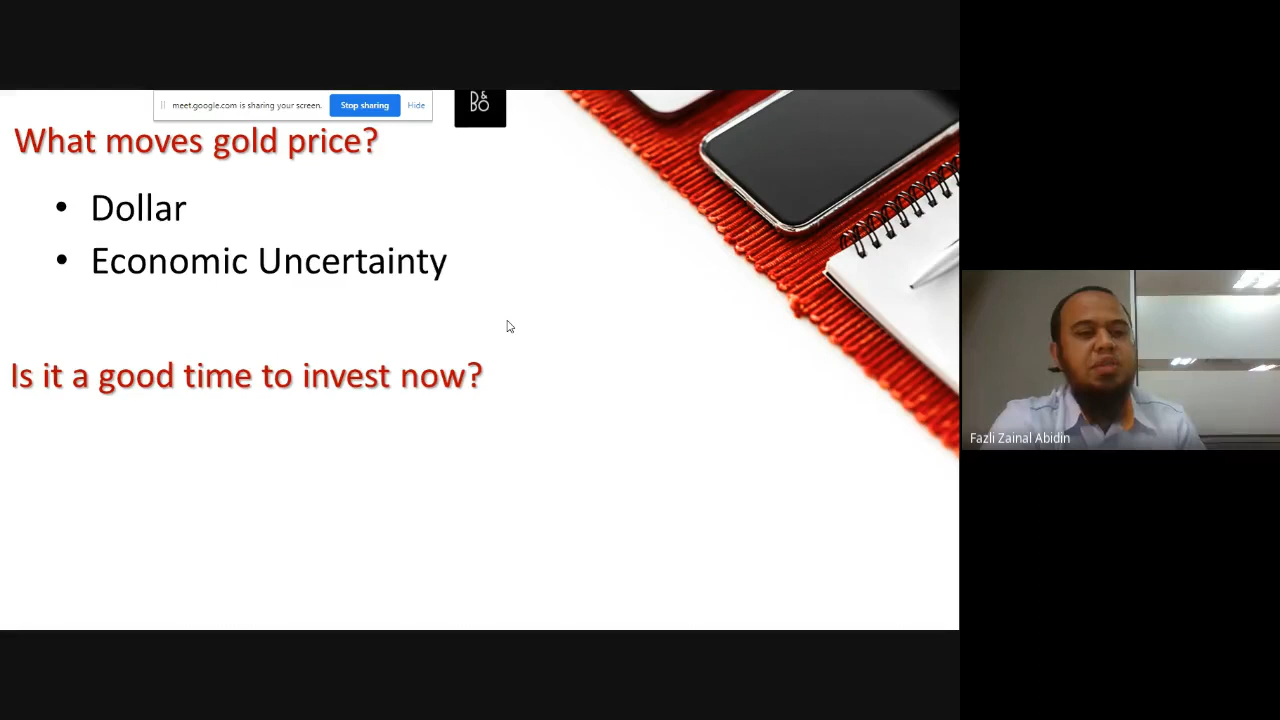 meet.google.com is sharing your screen.
Stop sharing
Hide
B&
BO
What moves gold price?
• Dollar
• Economic Uncertainty
Is it a good time to invest now?
Fazli Zainal Abidin